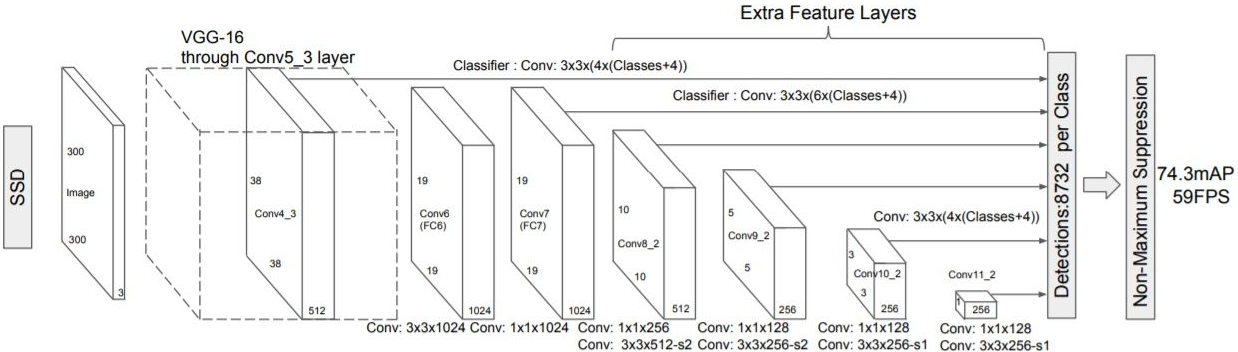 Extra Feature Layers
VGG-16
through Conv5_3 layer
Classifier : Conv: 3x3x(4x(Classes+4))
Classifier : Conv: 3x3x(6x(Classes+4))
SSD
300
Image
300
3
38
Conv4_3
38
512
19
Conv6
(FC6)
19
1024
19
Conv7
(FC7)
19
1024
10
Conv8_2
10
512
5
Conv9_2
5
256
Conv: 3x3x(4x(Classes+4))
3
Conv10_2
3
256
Conv11_2
1
256
Detections:8732 per Class
Non-Maximum Suppression
74.3mAP
59FPS
Conv: 3x3x1024
Conv: 1x1x1024
Conv: 1x1x256
Conv: 3x3x512-s2
Conv: 1x1x128
Conv: 3x3x256-s2
Conv: 1x1x128
Conv: 3x3x256-s1
Conv: 1x1x128
Conv: 3x3x256-s1